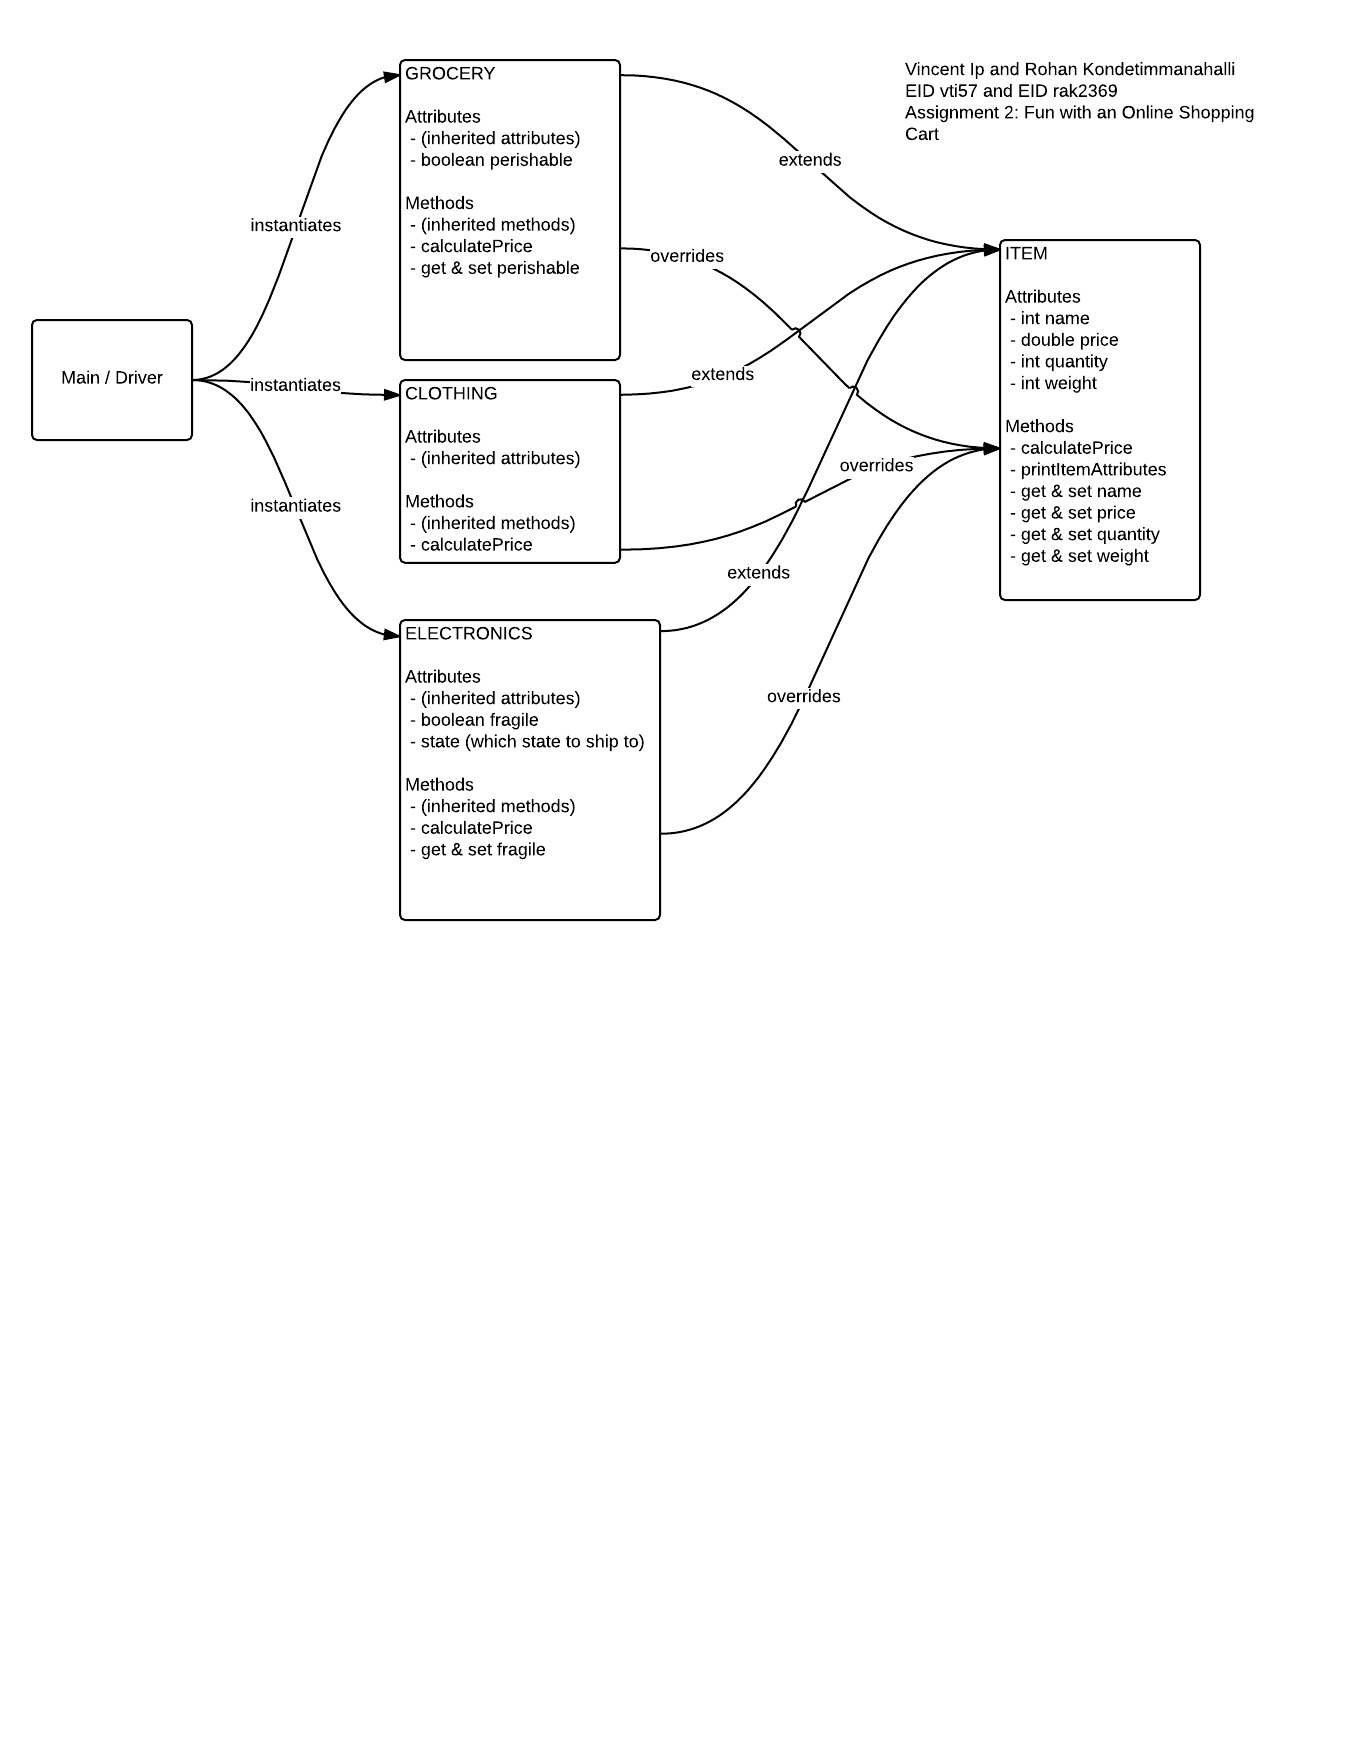 Vincent Ip and Rohan Kondetimmanahalli
EID vti57 and EID rak2369
Assignment 2: Fun with an Online Shopping
Cart
Main / Driver
instantiates
instantiates
instantiates
GROCERY
Attributes
- (inherited attributes)
- boolean perishable
Methods
- (inherited methods)
- calculatePrice
- get & set perishable
CLOTHING
Attributes
- (inherited attributes)
Methods
- (inherited methods)
- calculatePrice
ELECTRONICS
Attributes
- (inherited attributes)
- boolean fragile
- state (which state to ship to)
Methods
- (inherited methods)
- calculatePrice
- get & set fragile
extends
overrides
extends
overrides
extends
overrides
ITEM
Attributes
- int name
- double price
- int quantity
- int weight
Methods
- calculatePrice
- printItemAttributes
- get & set name
- get & set price
- get & set quantity
- get & set weight